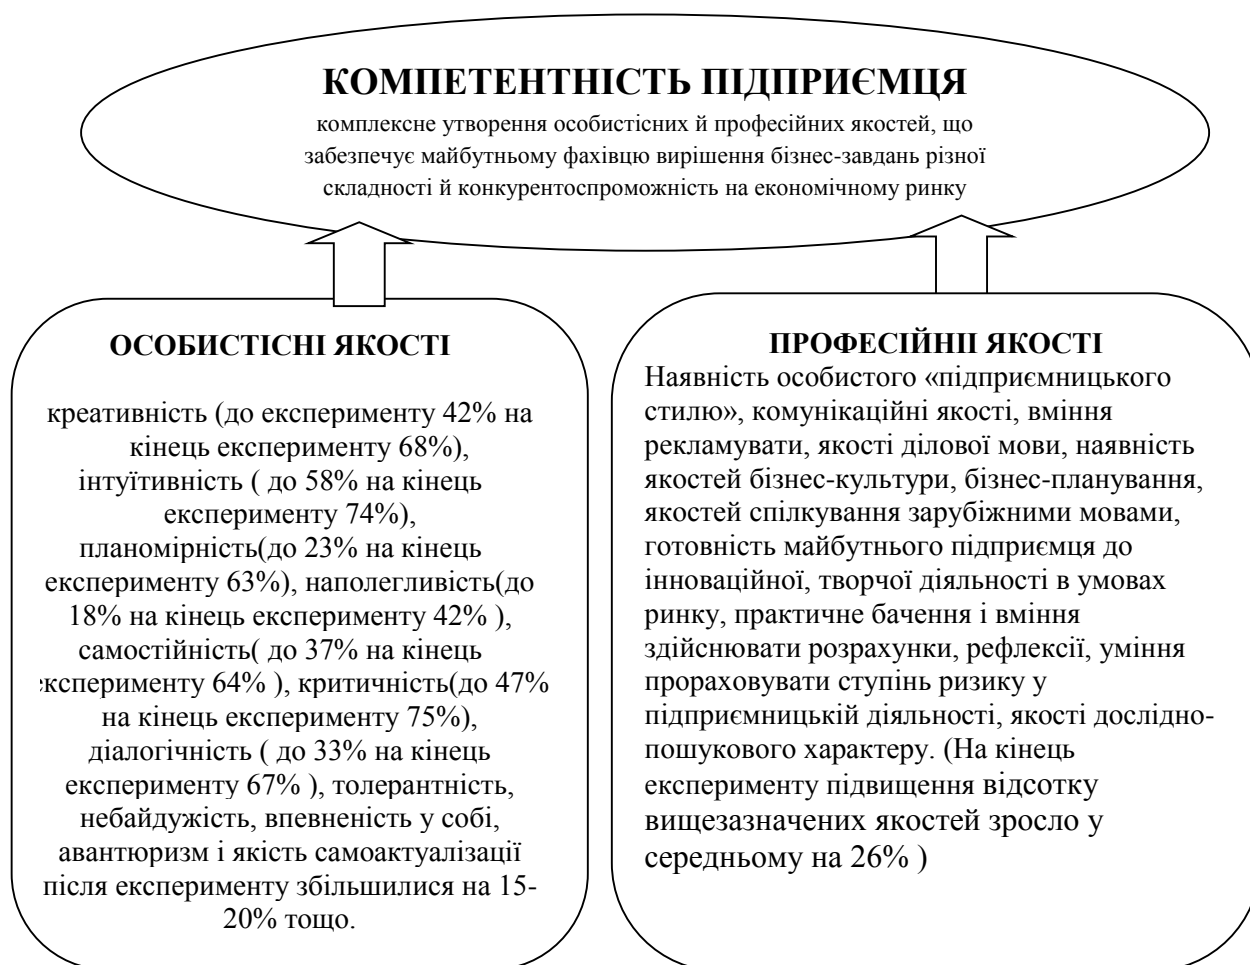 КОМПЕТЕНТНІСТЬ ПІДПРИЄМЦЯ
комплексне утворення особистісних й професійних якостей, що
забезпечує майбутньому фахівцю вирішення бізнес-завдань різної
складності й конкурентоспроможність на економічному ринку
ОСОБИСТІСНІ ЯКОСТІ
креативність (до експерименту 42% на
кінець експерименту 68%),
інтуїтивність ( до 58% на кінець
експерименту 74%),
планомірність(до 23% на кінець
експерименту 63%), наполегливість(до
18% на кінець експерименту 42% ),
самостійність( до 37% на кінець
експерименту 64% ), критичність(до 47%
на кінець експерименту 75%),
діалогічність ( до 33% на кінець
експерименту 67% ), толерантність,
небайдужість, впевненість у собі,
авантюризм і якість самоактуалізації
після експерименту збільшилися на 15-
20% тощо.
ПРОФЕСІЙНІІ ЯКОСТІ
Наявність особистого «підприємницького
стилю», комунікаційні якості, вміння
рекламувати, якості ділової мови, наявність
якостей бізнес-культури, бізнес-планування,
якостей спілкування зарубіжними мовами,
готовність майбутнього підприємця до
інноваційної, творчої діяльності в умовах
ринку, практичне бачення і вміння
здійснювати розрахунки, рефлексії, уміння
прораховувати ступінь ризику у
підприємницькій діяльності, якості дослідно-
пошукового характеру. (На кінець
експерименту підвищення відсотку
вищезазначених якостей зросло у
середньому на 26% )